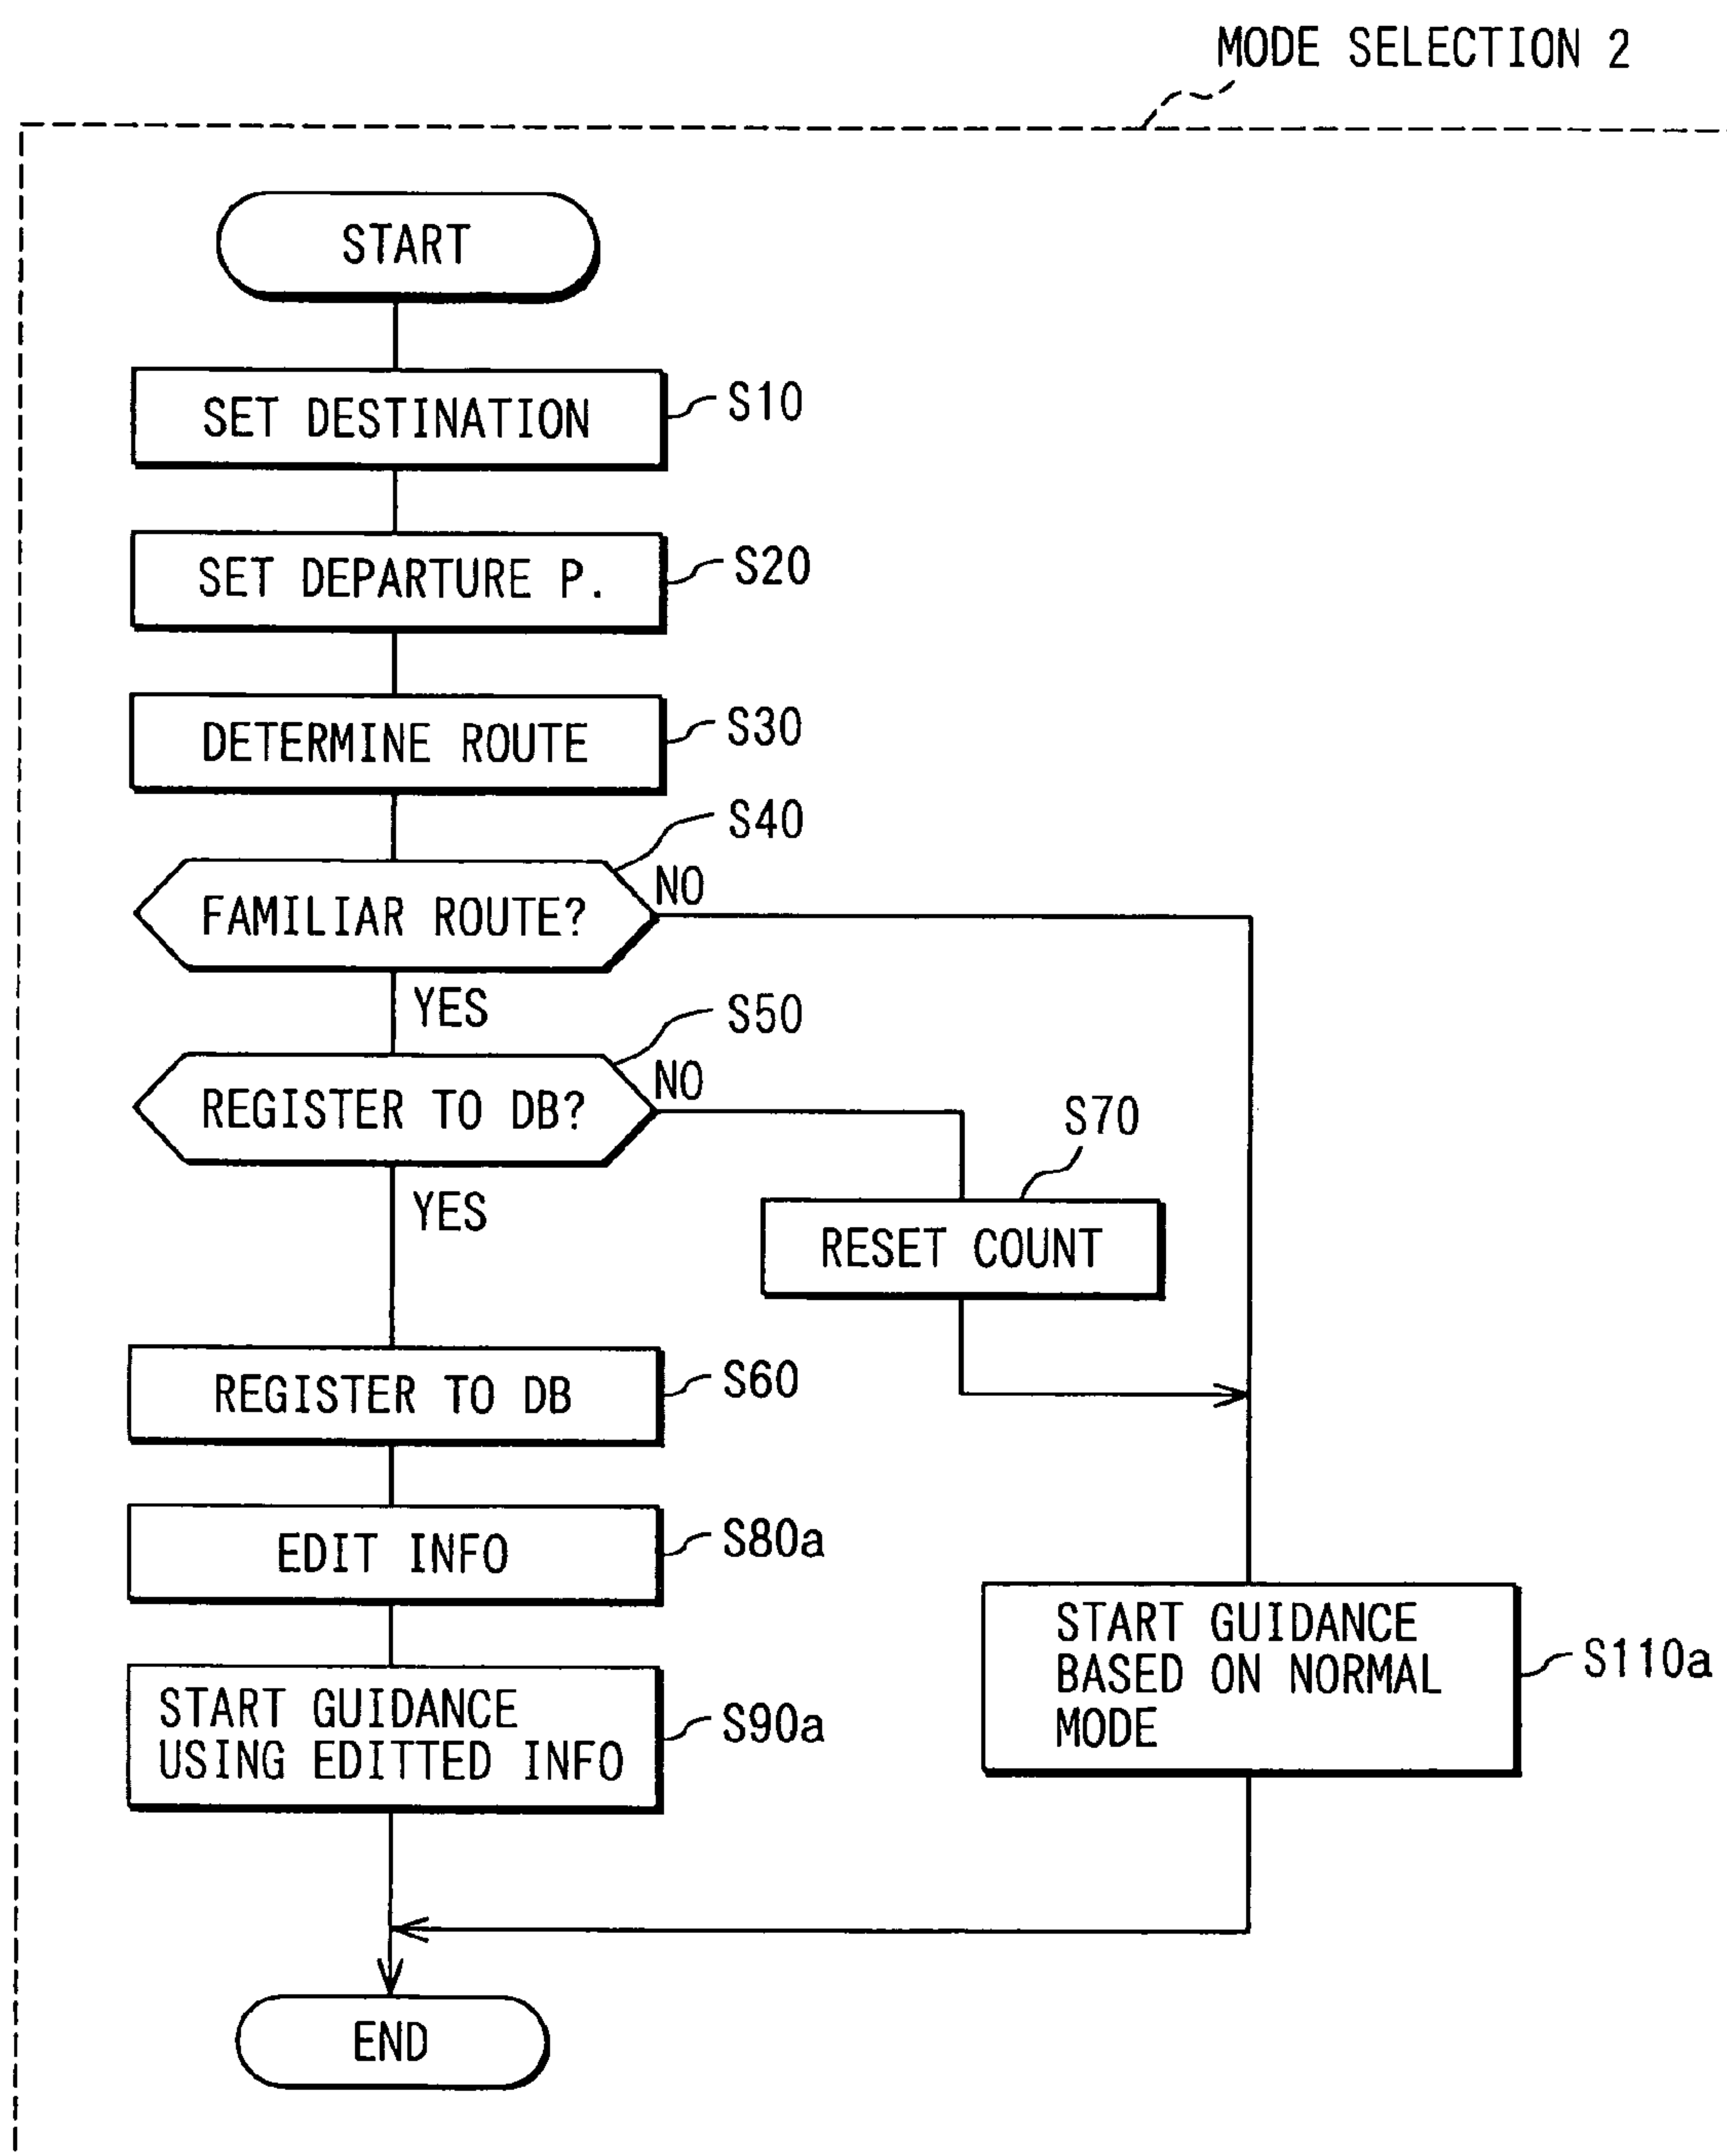 MODE SELECTION 2
START
SET DESTINATION
S10
SET DEPARTURE P.
S20
DETERMINE ROUTE
S30
S40
FAMILIAR ROUTE?
NO
YES
S50
REGISTER TO DB?
NO
YES
S70
RESET COUNT
REGISTER TO DB
S60
EDIT INFO
S80a
START GUIDANCE
USING EDITTED INFO
S90a
START GUIDANCE
BASED ON NORMAL
MODE
S110a
END